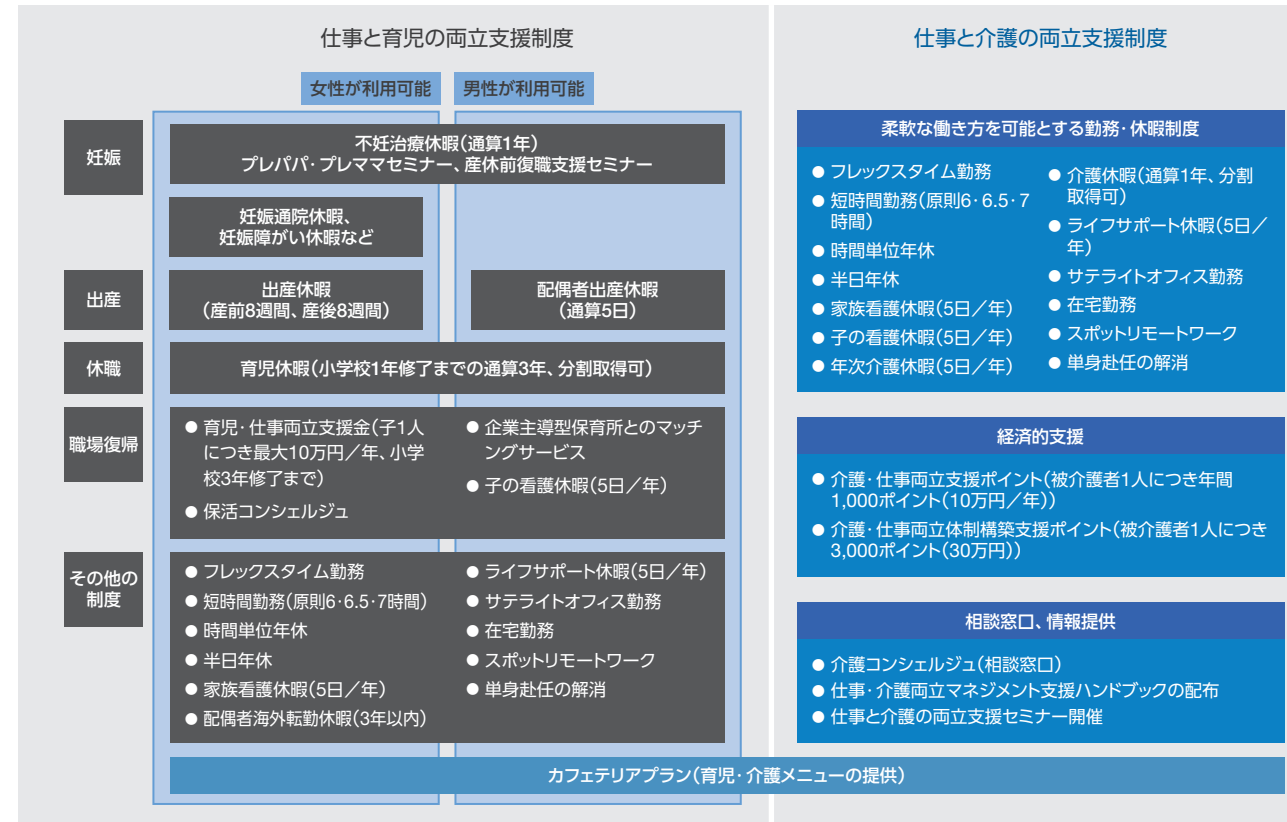 仕事と育児の両立支援制度
女性が利用可能
男性が利用可能
妊娠
不妊治療休暇(通算1年)
プレパパ・プレママセミナー、産休前復職支援セミナー
妊娠通院休暇、
妊娠障がい休暇など
出産
出産休暇
(産前8週間、産後8週間)
配偶者出産休暇
(通算5日)
休職
育児休暇(小学校1年修了までの通算3年、分割取得可)
職場復帰
● 育児・仕事両立支援金(子1人
につき最大10万円／年、小学
校3年修了まで)
● 保活コンシェルジュ
● 企業主導型保育所とのマッチ
ングサービス
● 子の看護休暇(5日／年)
その他の
制度
● フレックスタイム勤務
● 短時間勤務(原則6・6.5・7時間)
● 時間単位年休
● 半日年休
● 家族看護休暇(5日／年)
● 配偶者海外転勤休暇(3年以内)
● ライフサポート休暇(5日／年)
● サテライトオフィス勤務
● 在宅勤務
● スポットリモートワーク
● 単身赴任の解消
仕事と介護の両立支援制度
柔軟な働き方を可能とする勤務・休暇制度
● フレックスタイム勤務
● 短時間勤務(原則6・6.5・7
時間)
● 時間単位年休
● 半日年休
● 家族看護休暇(5日／年)
● 子の看護休暇(5日／年)
● 年次介護休暇(5日／年)
● 介護休暇(通算1年、分割
取得可)
● ライフサポート休暇(5日／
年)
● サテライトオフィス勤務
● 在宅勤務
● スポットリモートワーク
● 単身赴任の解消
経済的支援
● 介護・仕事両立支援ポイント(被介護者1人につき年間
1,000ポイント(10万円／年))
● 介護・仕事両立体制構築支援ポイント(被介護者1人につき
3,000ポイント(30万円))
相談窓口、情報提供
● 介護コンシェルジュ(相談窓口)
● 仕事・介護両立マネジメント支援ハンドブックの配布
● 仕事と介護の両立支援セミナー開催
カフェテリアプラン(育児・介護メニューの提供)